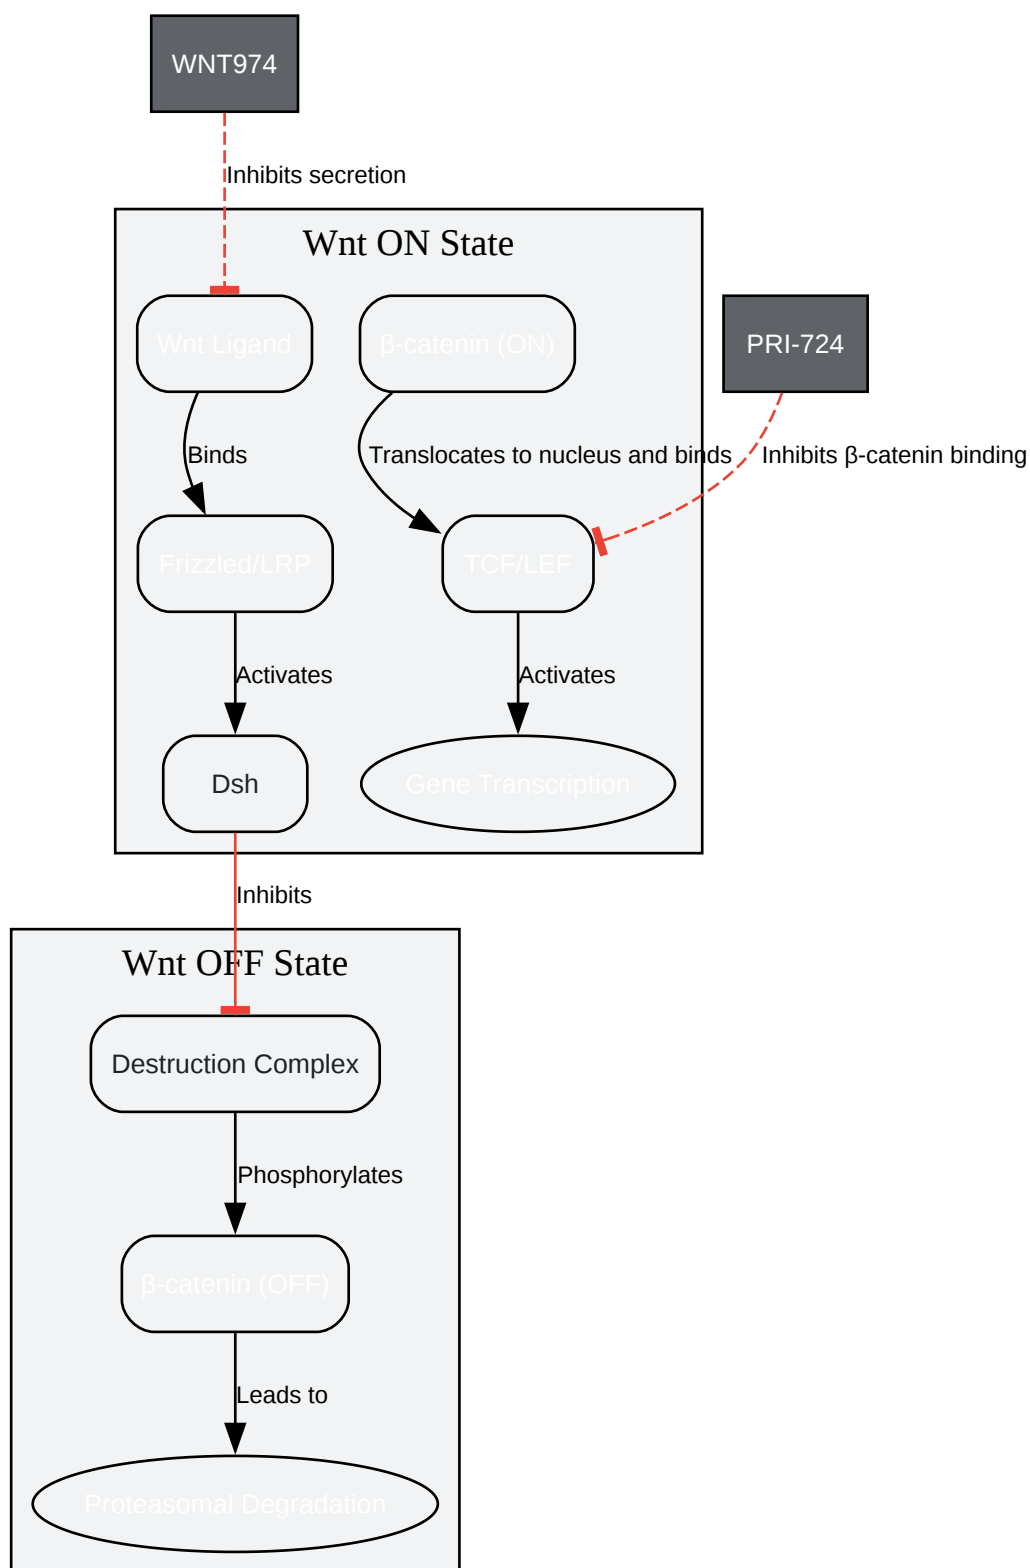 WNT974
Inhibits secretion
Wnt ON State
Wnt Ligand
β-catenin (ON)
PRI-724
Binds
Translocates to nucleus and binds
Inhibits β-catenin binding
Frizzled/LRP
TCF/LEF
Activates
Activates
Dsh
Gene Transcription
Inhibits
Wnt OFF State
Destruction Complex
Phosphorylates
β-catenin (OFF)
Leads to
Proteasomal Degradation